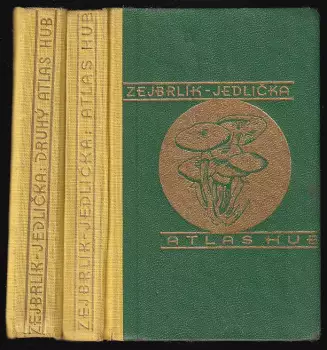 ZEJBRLÍK-JEDLIČKA: DRUHÝ ATLAS HUB
ZEJBRLÍK-JEDLIČKA: ATLAS HUB
ZEJBRLÍK-JEDLIČKA
ATLAS HUB